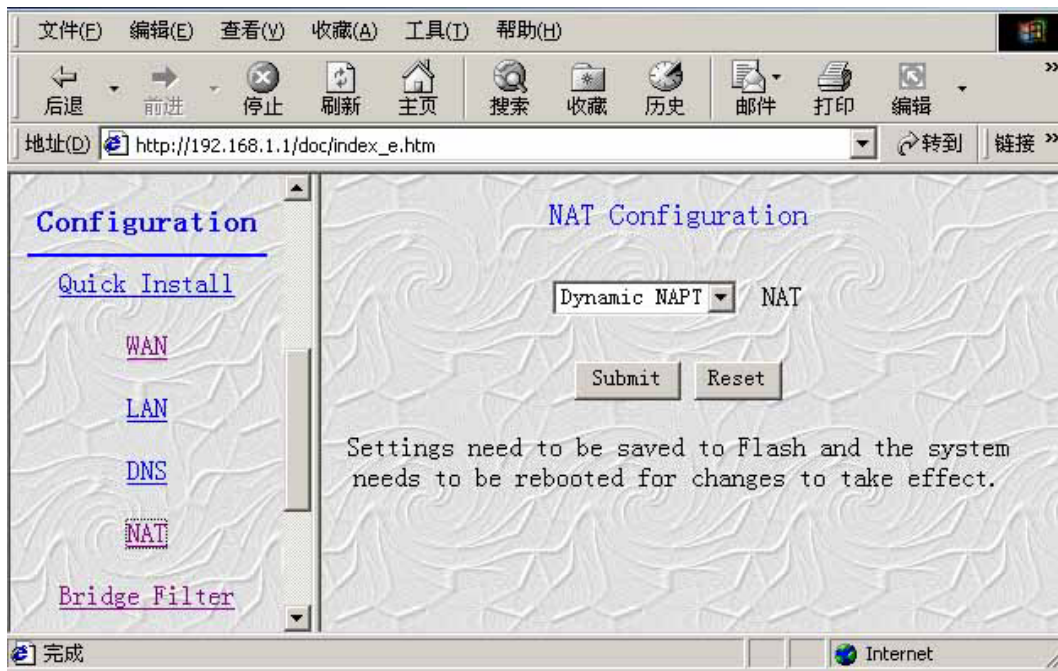 文件(F) 编辑(E) 查看(V) 收藏(A) 工具(T) 帮助(H)
后退 前进 停止 刷新 主页 搜索 收藏 历史 邮件 打印 编辑 »
地址(D) http://192.168.1.1/doc/index_e.htm 转到 链接 »
Configuration
Quick Install
WAN
LAN
DNS
NAT
Bridge Filter
NAT Configuration
Dynamic NAPT NAT
Submit Reset
Settings need to be saved to Flash and the system
needs to be rebooted for changes to take effect.
完成 Internet